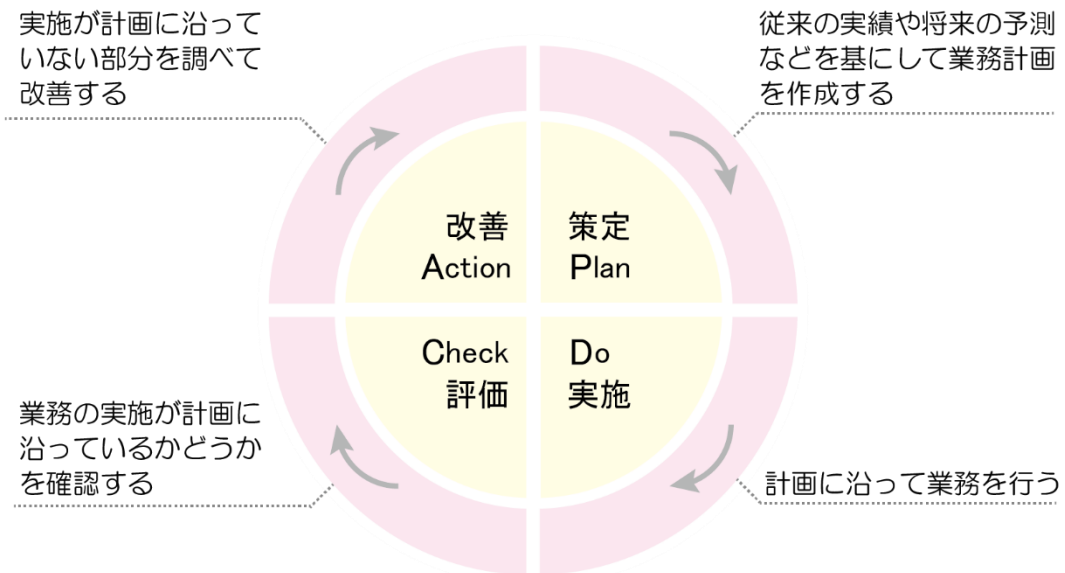 実施が計画に沿って
いない部分を調べて
改善する
従来の実績や将来の予測
などを基にして業務計画
を作成する
改善
Action
策定
Plan
Check
評価
Do
実施
業務の実施が計画に
沿っているかどうか
を確認する
計画に沿って業務を行う